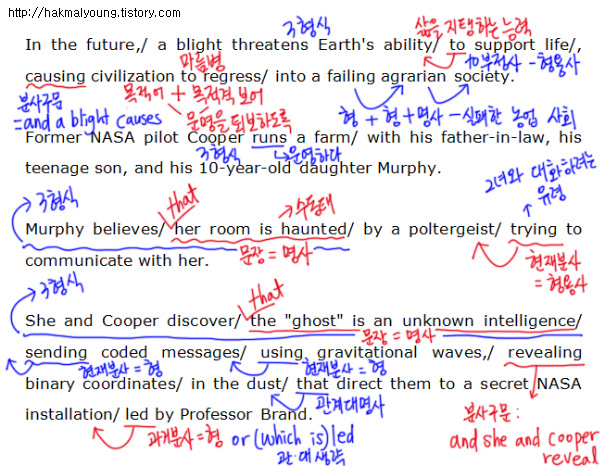 http://hakmalyoung.tistory.com
3형식 삶을 지탱하는 능력
In the future,/ a blight threatens Earth's ability/ to support life/,
마름병 to부정사 - 형용사
causing civilization to regress/ into a failing agrarian society.
분사구문 목적어 + 목적격 보어
= and a blight causes 문명을 퇴보하도록 형 + 형 + 명사 - 실패한 농업 사회
Former NASA pilot Cooper runs a farm/ with his father-in-law, his
3형식 운영하다
teenage son, and his 10-year-old daughter Murphy.
그녀와 대화하려는
유령
3형식 that 수동태
Murphy believes/ her room is haunted/ by a poltergeist/ trying to
문장 = 명사 현재분사
communicate with her.
= 형용사
3형식 that
She and Cooper discover/ the "ghost" is an unknown intelligence/
문장 = 명사
sending coded messages/ using gravitational waves,/ revealing
현재분사 = 형 현재분사 = 형
binary coordinates/ in the dust/ that direct them to a secret NASA
관계대명사
installation/ led by Professor Brand.
분사구문 :
과거분사 = 형 or (which is) led and she and cooper
관·대 생략 reveal